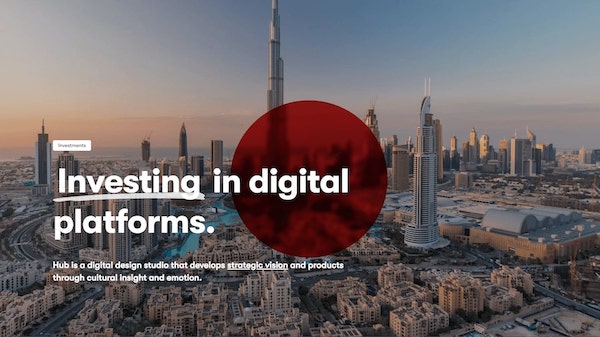 Investments
Investing in digital
platforms.
Hub is a digital design studio that develops strategic vision and products
through cultural insight and emotion.